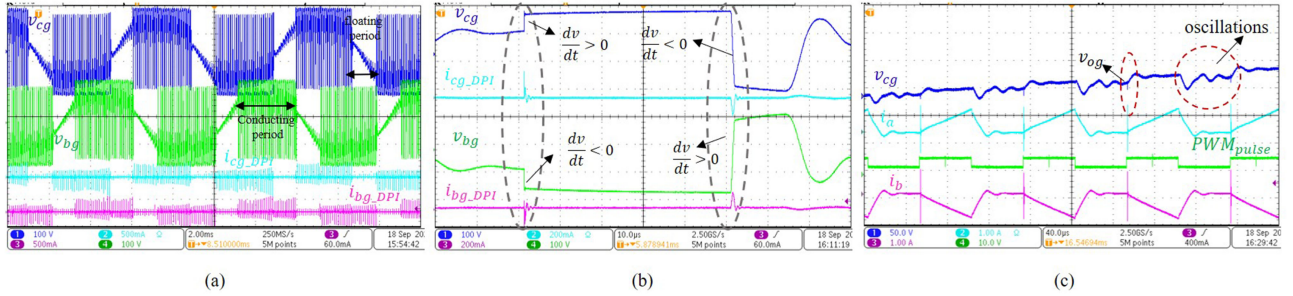 v_cg
floating
period
v_bg
Conducting
period
i_cg_DPI
i_bg_DPI
1 100 V 2 500mA Ω
3 500mA 4 100 V
2.00ms 250MS/s
8.510000ms 5M points
3
60.0mA
18 Sep 20
15:54:42
(a)
v_cg
dv/dt > 0
dv/dt < 0
i_cg_DPI
v_bg
dv/dt < 0
dv/dt > 0
i_bg_DPI
1 100 V 2 200mA Ω
3 200mA 4 100 V
10.0μs 2.50GS/s
5.878941ms 5M points
3
60.0mA
18 Sep 20
16:11:19
(b)
oscillations
v_og
v_cg
i_a
PWM_pulse
i_b
1 50.0 V 2 1.00 A Ω
3 1.00 A 4 10.0 V
40.0μs 2.50GS/s
5M points
3
400mA
18 Sep 20
16:29:42
(c)